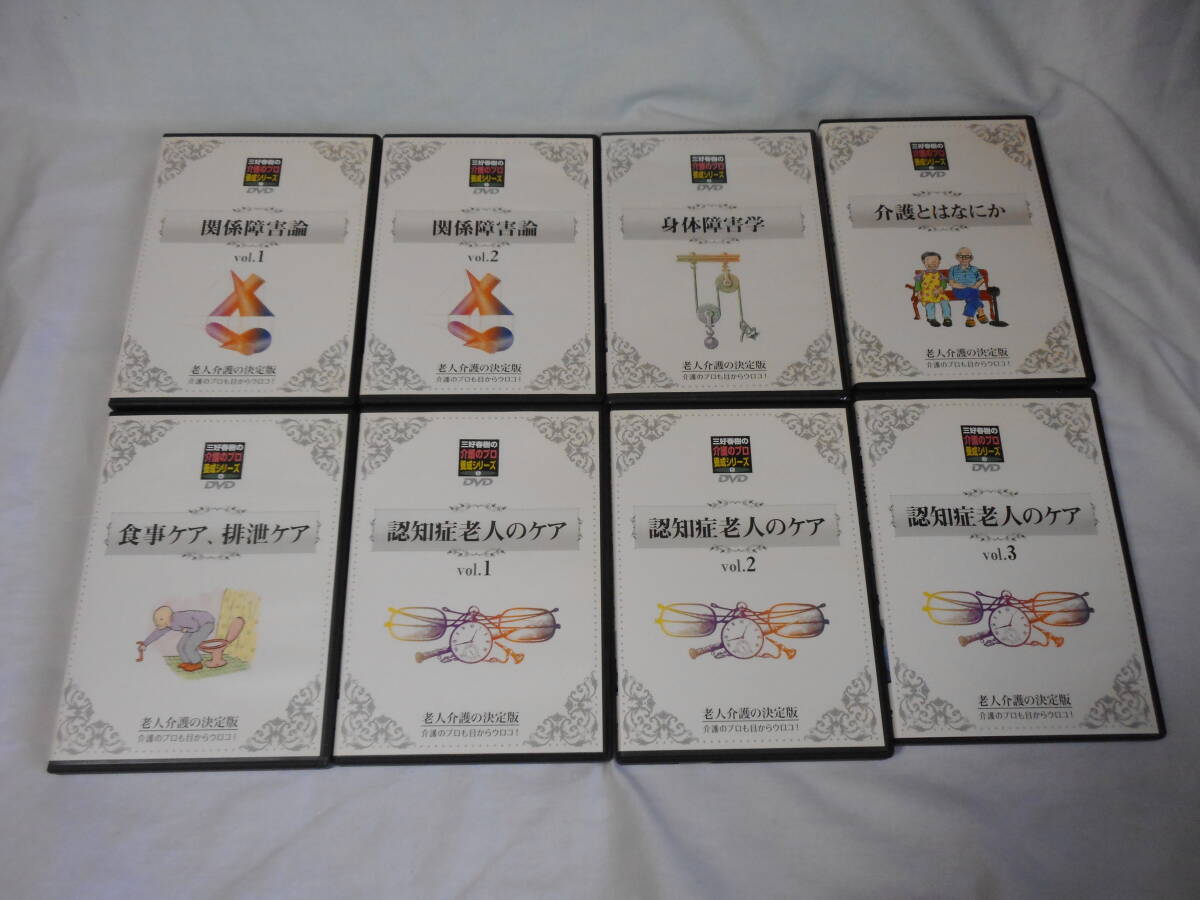 三好春樹の
介護のプロ
養成シリーズ
DVD
関係障害論
vol.1
老人介護の決定版
介護のプロも目からウロコ！
三好春樹の
介護のプロ
養成シリーズ
DVD
関係障害論
vol.2
老人介護の決定版
介護のプロも目からウロコ！
三好春樹の
介護のプロ
養成シリーズ
DVD
身体障害学
老人介護の決定版
介護のプロも目からウロコ！
三好春樹の
介護のプロ
養成シリーズ
DVD
介護とはなにか
老人介護の決定版
介護のプロも目からウロコ！
三好春樹の
介護のプロ
養成シリーズ
DVD
食事ケア、排泄ケア
老人介護の決定版
介護のプロも目からウロコ！
三好春樹の
介護のプロ
養成シリーズ
DVD
認知症老人のケア
vol.1
老人介護の決定版
介護のプロも目からウロコ！
三好春樹の
介護のプロ
養成シリーズ
DVD
認知症老人のケア
vol.2
老人介護の決定版
介護のプロも目からウロコ！
三好春樹の
介護のプロ
養成シリーズ
DVD
認知症老人のケア
vol.3
老人介護の決定版
介護のプロも目からウロコ！